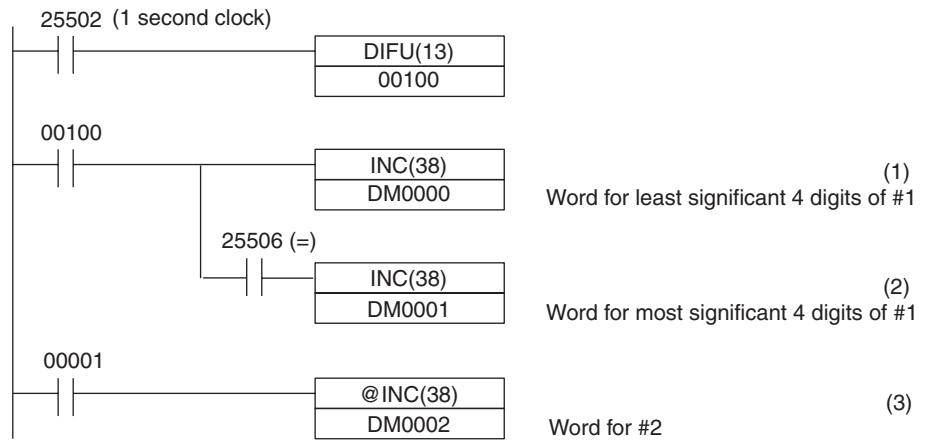 25502 (1 second clock)
DIFU(13)
00100
00100
INC(38)
(1)
DM0000
Word for least significant 4 digits of #1
25506 (=)
INC(38)
(2)
DM0001
Word for most significant 4 digits of #1
00001
@INC(38)
(3)
DM0002
Word for #2